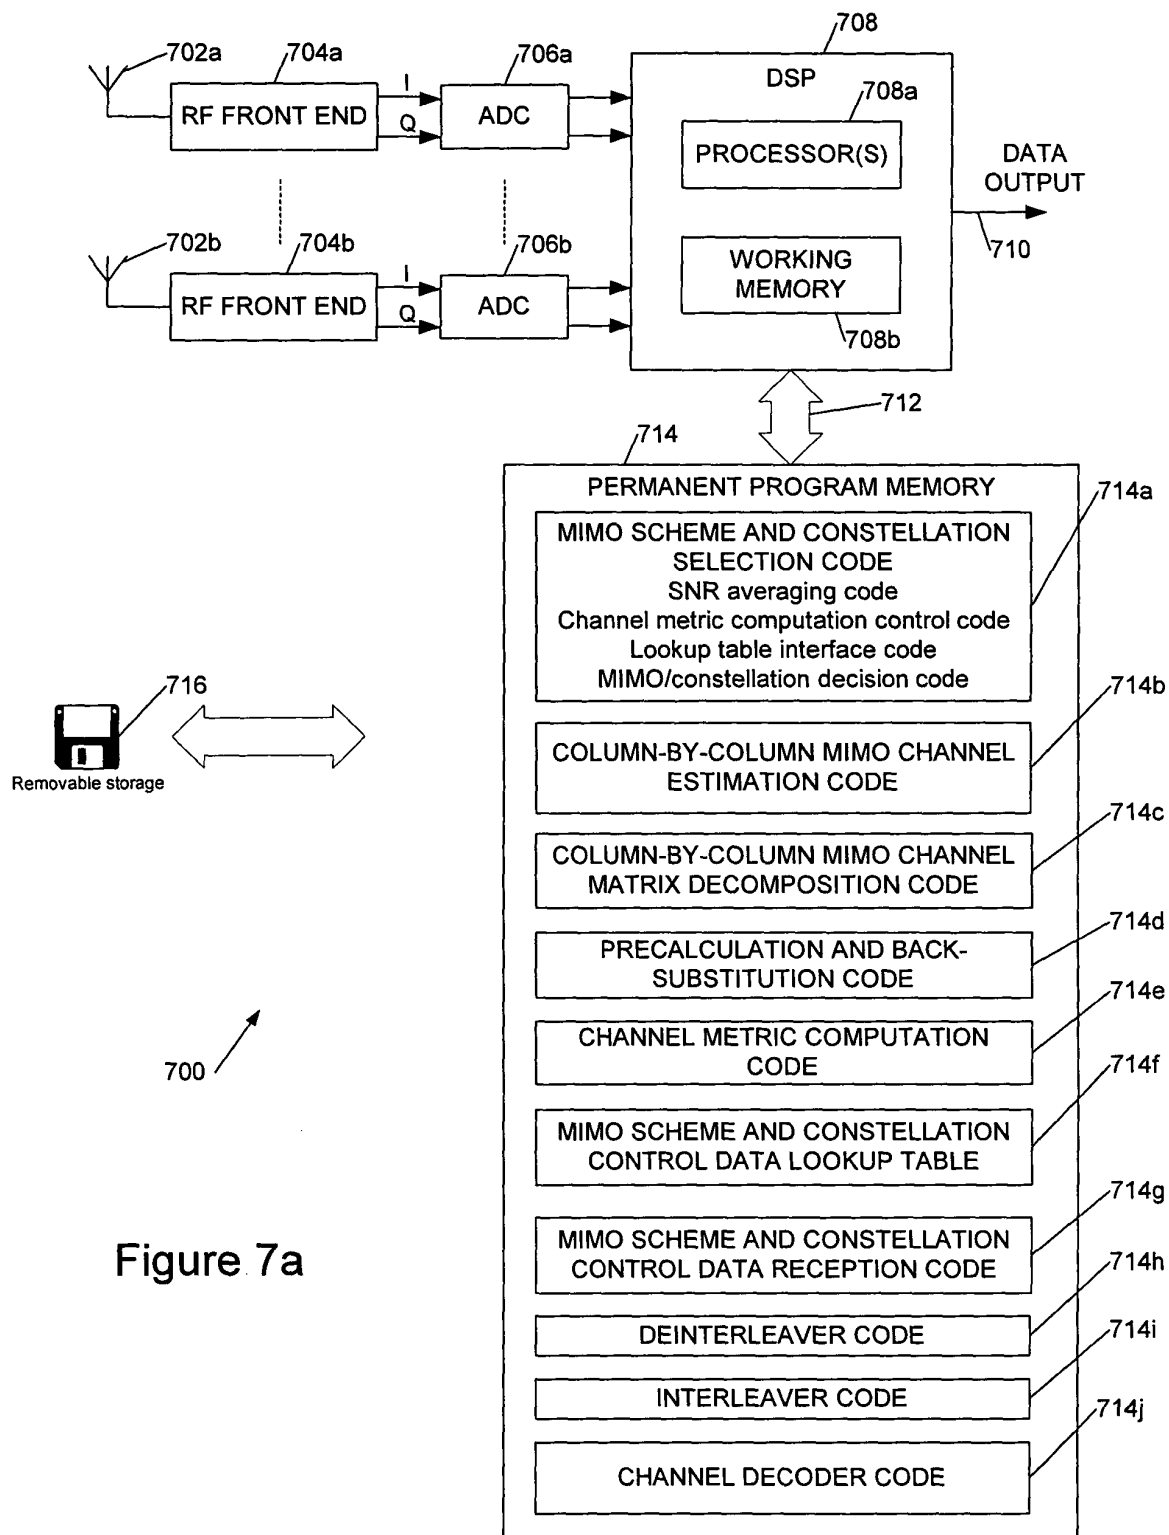 702a
704a
706a
708
RF FRONT END
I
Q
ADC
DSP
708a
PROCESSOR(S)
DATA
OUTPUT
710
702b
704b
706b
RF FRONT END
I
Q
ADC
WORKING
MEMORY
708b
712
714
PERMANENT PROGRAM MEMORY
714a
MIMO SCHEME AND CONSTELLATION
SELECTION CODE
SNR averaging code
Channel metric computation control code
Lookup table interface code
MIMO/constellation decision code
716
Removable storage
714b
COLUMN-BY-COLUMN MIMO CHANNEL
ESTIMATION CODE
714c
COLUMN-BY-COLUMN MIMO CHANNEL
MATRIX DECOMPOSITION CODE
714d
PRECALCULATION AND BACK-
SUBSTITUTION CODE
714e
CHANNEL METRIC COMPUTATION
CODE
700
714f
MIMO SCHEME AND CONSTELLATION
CONTROL DATA LOOKUP TABLE
714g
MIMO SCHEME AND CONSTELLATION
CONTROL DATA RECEPTION CODE
Figure 7a
714h
DEINTERLEAVER CODE
714i
INTERLEAVER CODE
714j
CHANNEL DECODER CODE